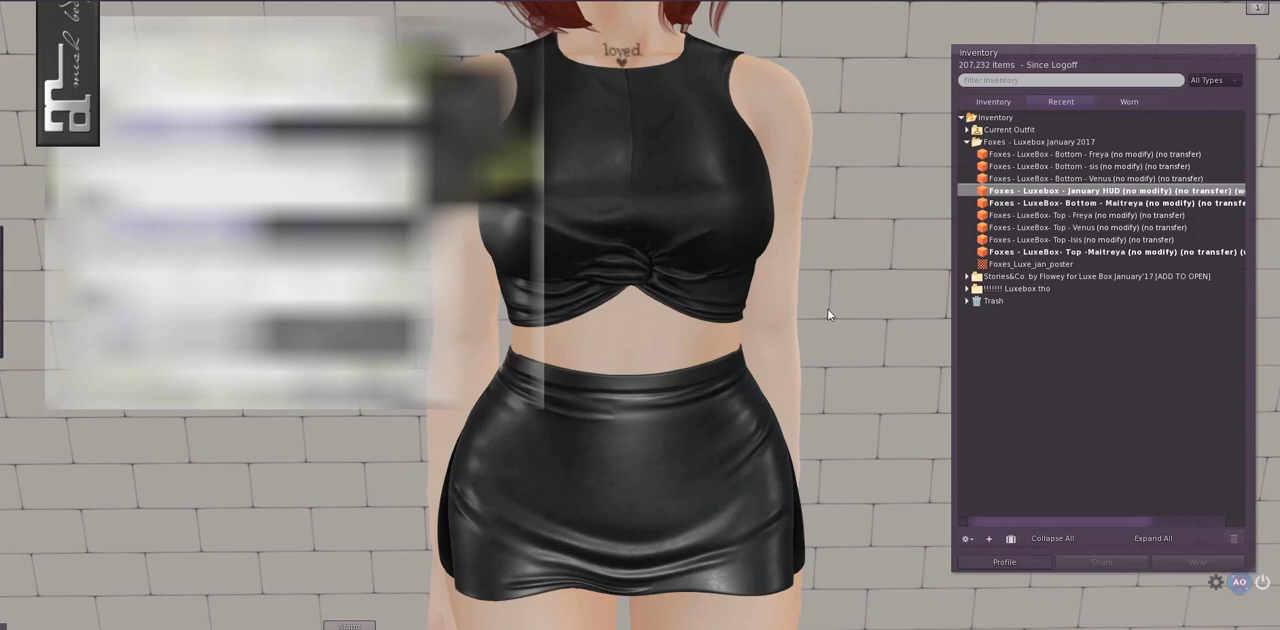 1
mesh body
loved
Inventory
207,232 Items - Since Logoff
Filter Inventory
All Types
Inventory
Recent
Worn
Inventory
Current Outfit
Foxes - Luxebox January 2017
Foxes - LuxeBox - Bottom - Freya (no modify) (no transfer)
Foxes - LuxeBox - Bottom - sis (no modify) (no transfer)
Foxes - LuxeBox - Bottom - Venus (no modify) (no transfer)
Foxes - Luxebox - January HUD (no modify) (no transfer) (w
Foxes - LuxeBox- Bottom - Maitreya (no modify) (no transfe
Foxes - LuxeBox- Top - Freya (no modify) (no transfer)
Foxes - LuxeBox- Top - Venus (no modify) (no transfer)
Foxes - LuxeBox- Top -Isis (no modify) (no transfer)
Foxes - LuxeBox- Top -Maitreya (no modify) (no transfer) (
Foxes_Luxe_jan_poster
Stories&Co. by Flowey for Luxe Box January'17 [ADD TO OPEN]
!!!!!!! Luxebox tho
Trash
Collapse All
Expand All
Profile
Share
Wear
AO
Stand